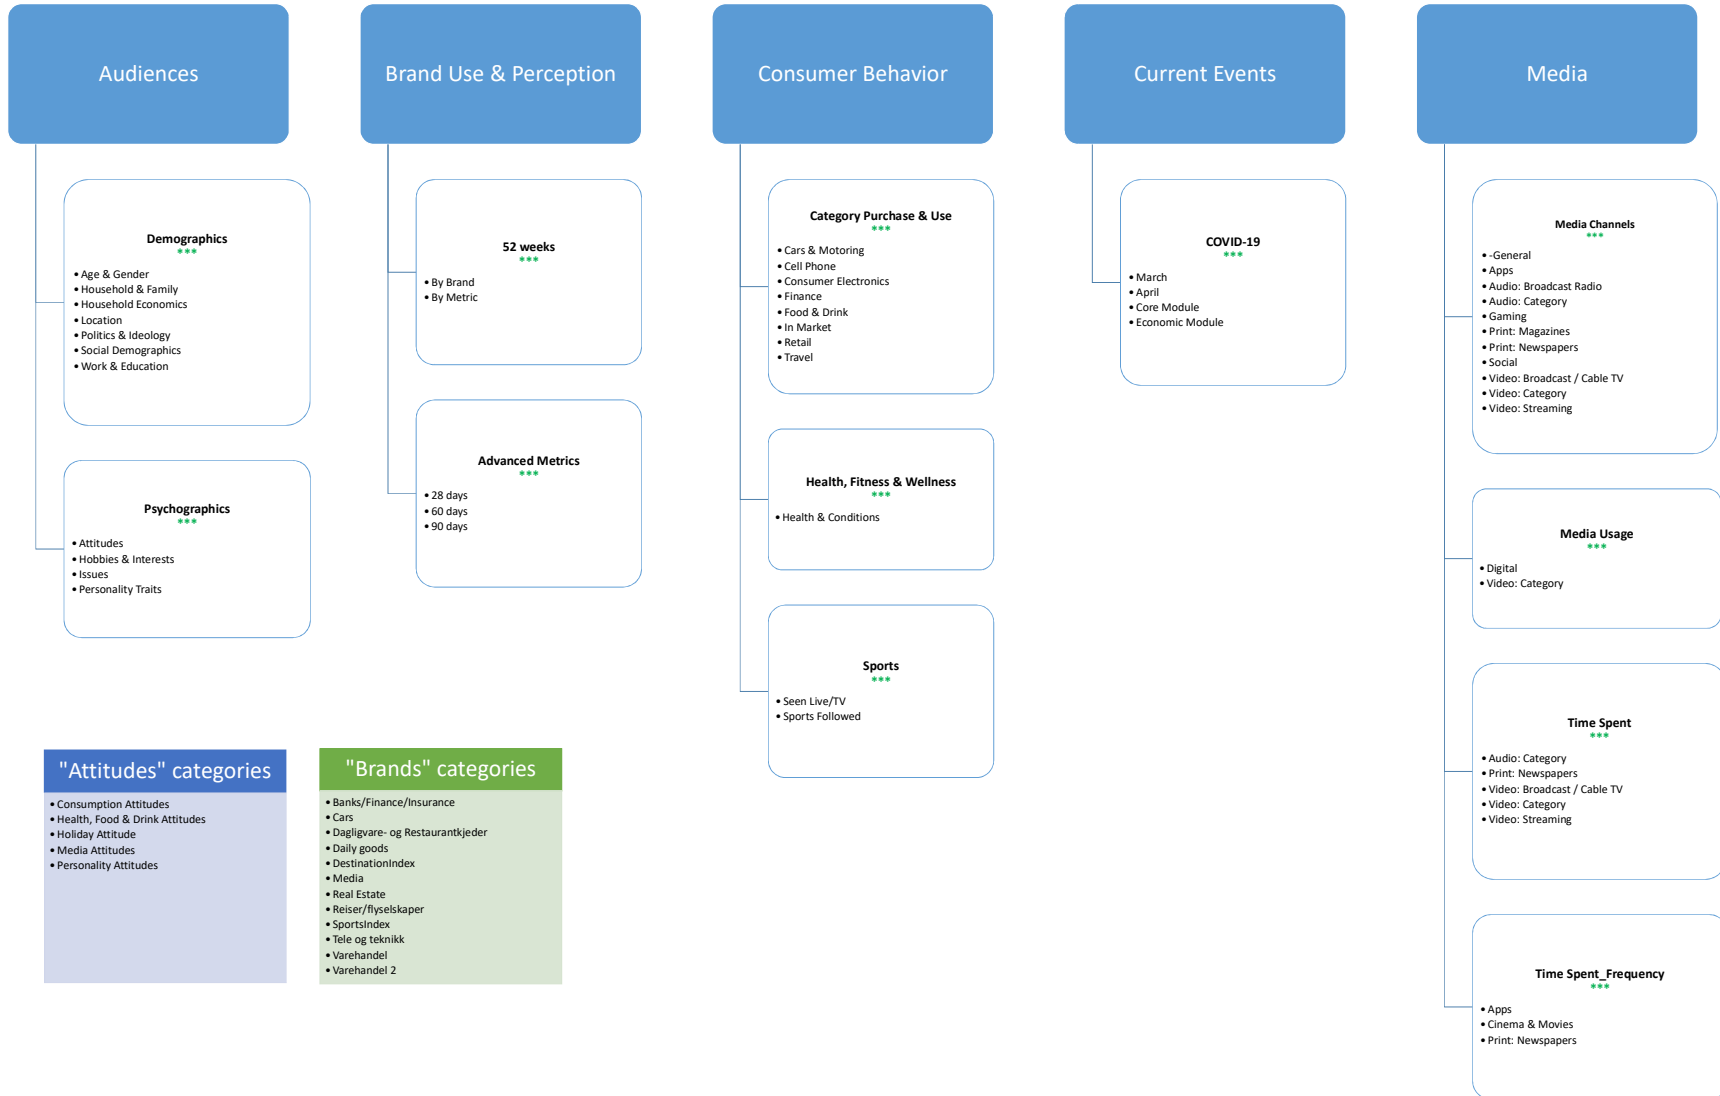 Audiences
Demographics
***
• Age & Gender
• Household & Family
• Household Economics
• Location
• Politics & Ideology
• Social Demographics
• Work & Education
Psychographics
***
• Attitudes
• Hobbies & Interests
• Issues
• Personality Traits
Brand Use & Perception
52 weeks
***
• By Brand
• By Metric
Advanced Metrics
***
• 28 days
• 60 days
• 90 days
Consumer Behavior
Category Purchase & Use
***
• Cars & Motoring
• Cell Phone
• Consumer Electronics
• Finance
• Food & Drink
• In Market
• Retail
• Travel
Health, Fitness & Wellness
***
• Health & Conditions
Sports
***
• Seen Live/TV
• Sports Followed
Current Events
COVID-19
***
• March
• April
• Core Module
• Economic Module
Media
Media Channels
***
• -General
• Apps
• Audio: Broadcast Radio
• Audio: Category
• Gaming
• Print: Magazines
• Print: Newspapers
• Social
• Video: Broadcast / Cable TV
• Video: Category
• Video: Streaming
Media Usage
***
• Digital
• Video: Category
Time Spent
***
• Audio: Category
• Print: Newspapers
• Video: Broadcast / Cable TV
• Video: Category
• Video: Streaming
Time Spent_Frequency
***
• Apps
• Cinema & Movies
• Print: Newspapers
"Attitudes" categories
• Consumption Attitudes
• Health, Food & Drink Attitudes
• Holiday Attitude
• Media Attitudes
• Personality Attitudes
"Brands" categories
• Banks/Finance/Insurance
• Cars
• Dagligvare- og Restaurantkjeder
• Daily goods
• DestinationIndex
• Media
• Real Estate
• Reiser/flyselskaper
• SportsIndex
• Tele og teknikk
• Varehandel
• Varehandel 2